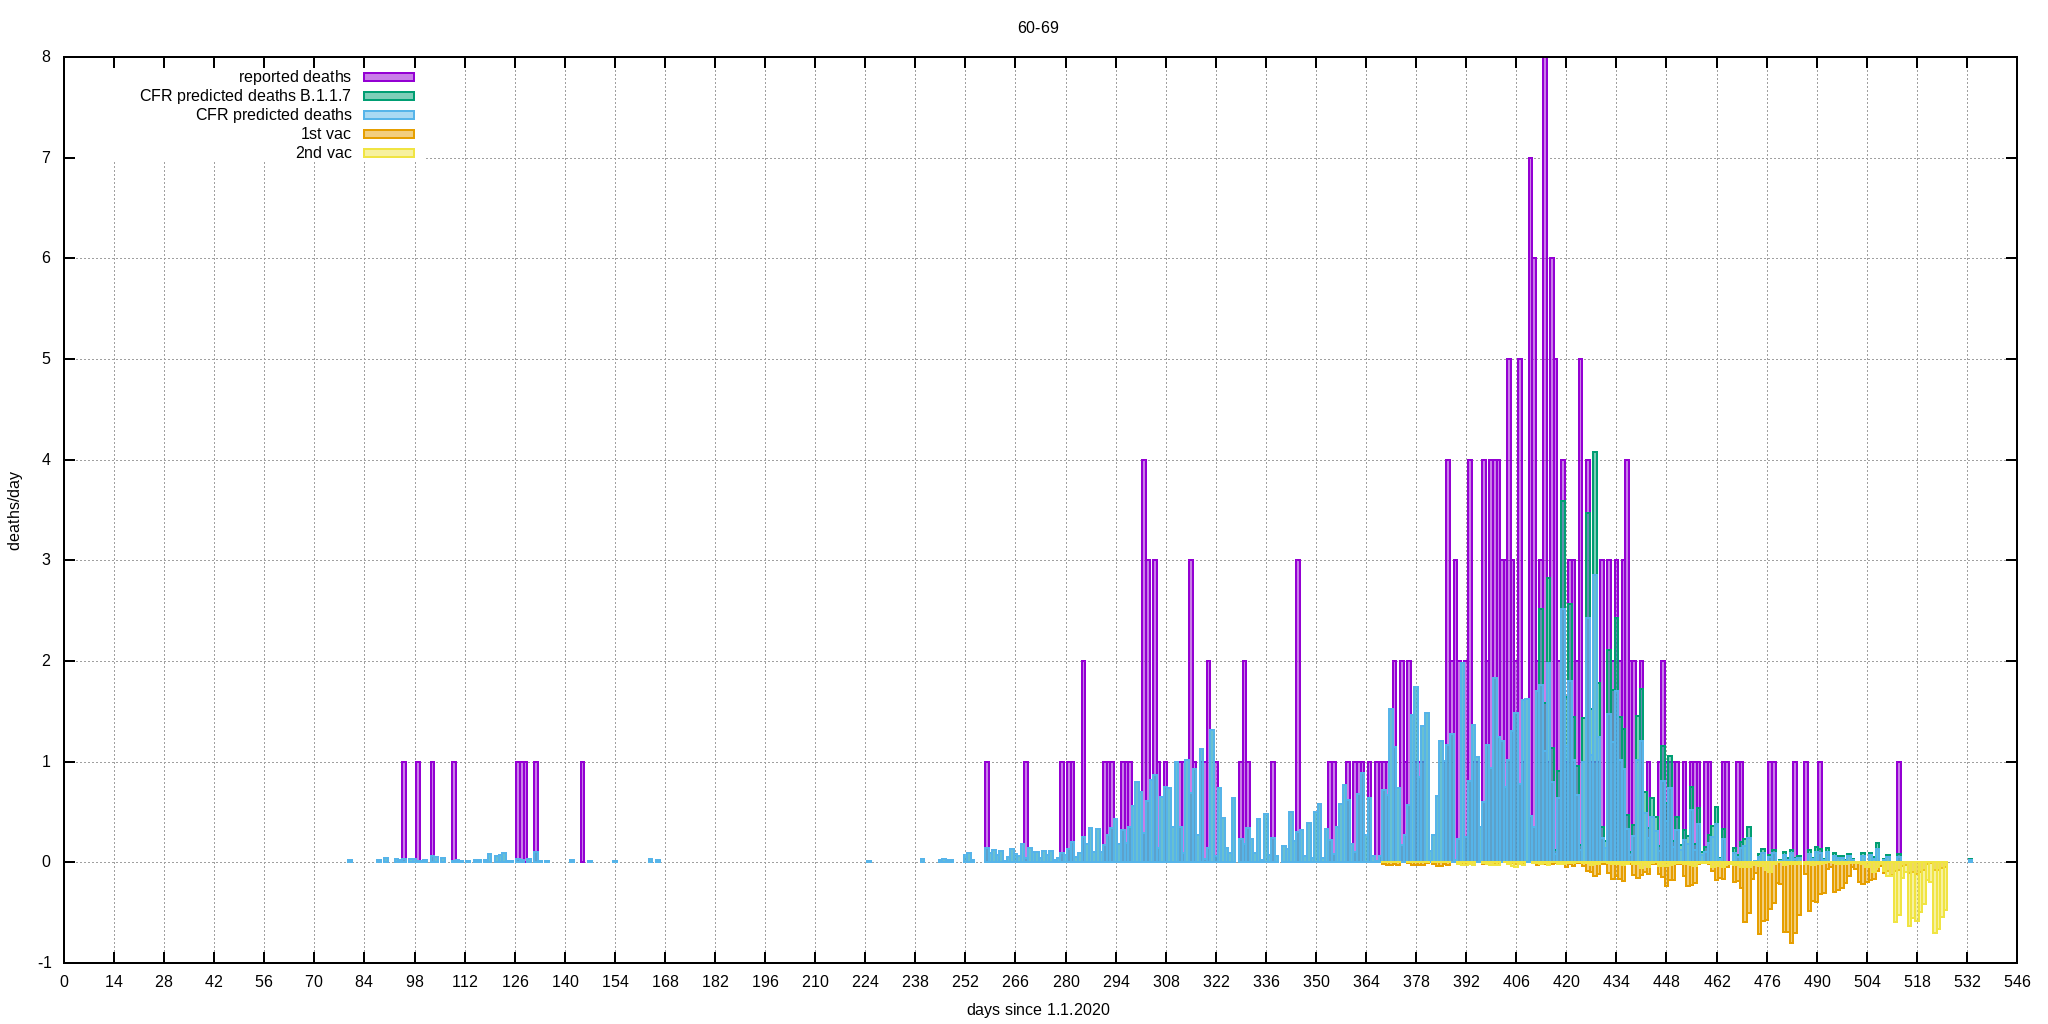 60-69
reported deaths
CFR predicted deaths B.1.1.7
CFR predicted deaths
1st vac
2nd vac
8
7
6
5
4
3
2
1
0
-1
deaths/day
0 14 28 42 56 70 84 98 112 126 140 154 168 182 196 210 224 238 252 266 280 294 308 322 336 350 364 378 392 406 420 434 448 462 476 490 504 518 532 546
days since 1.1.2020